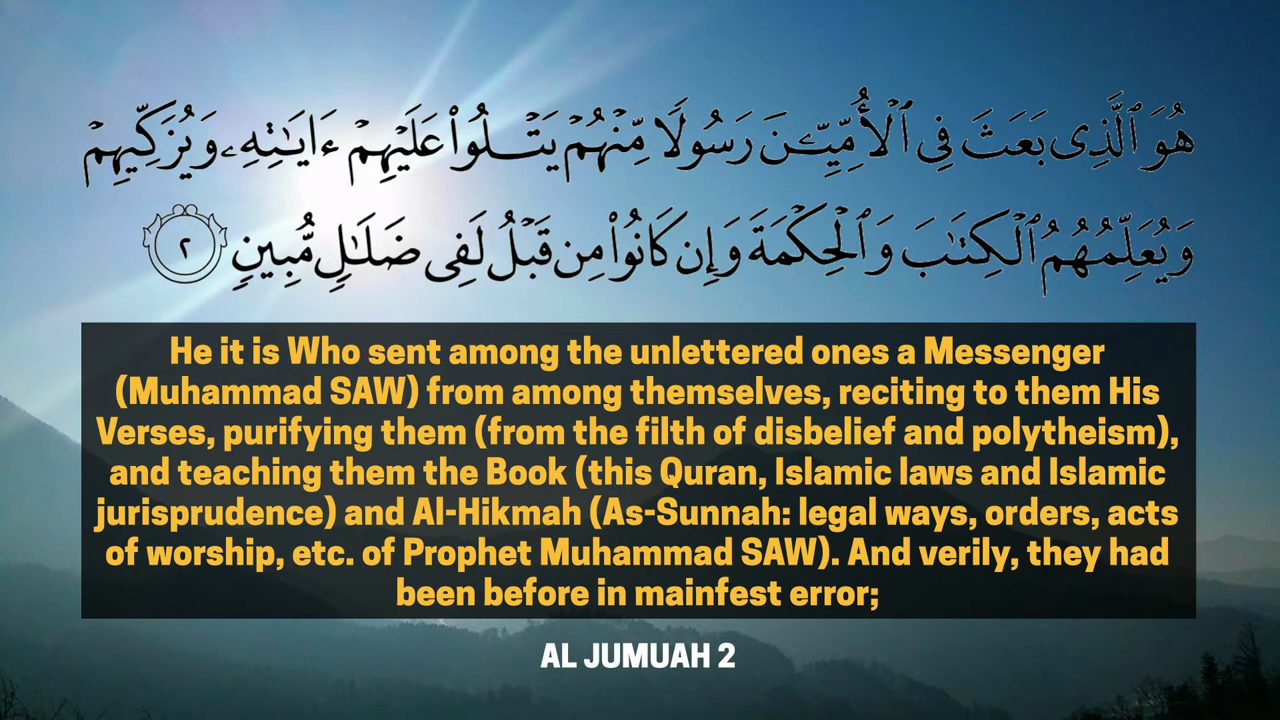 هُوَ ٱلَّذِى بَعَثَ فِى ٱلْأُمِّيِّـۧنَ رَسُولًا مِّنْهُمْ يَتْـــلُوا۟ عَلَيْهِمْ ءَايَـٰتِهِۦ وَيُزَكِّيهِمْ
وَيُعَلِّمُهُمُ ٱلْكِتَـٰبَ وَٱلْحِكْمَةَ وَإِن كَانُوا۟ مِن قَبْلُ لَفِى ضَلَـٰلٍ مُّبِينٍ ٢
He it is Who sent among the unlettered ones a Messenger
(Muhammad SAW) from among themselves, reciting to them His
Verses, purifying them (from the filth of disbelief and polytheism),
and teaching them the Book (this Quran, Islamic laws and Islamic
jurisprudence) and Al-Hikmah (As-Sunnah: legal ways, orders, acts
of worship, etc. of Prophet Muhammad SAW). And verily, they had
been before in mainfest error;
AL JUMUAH 2